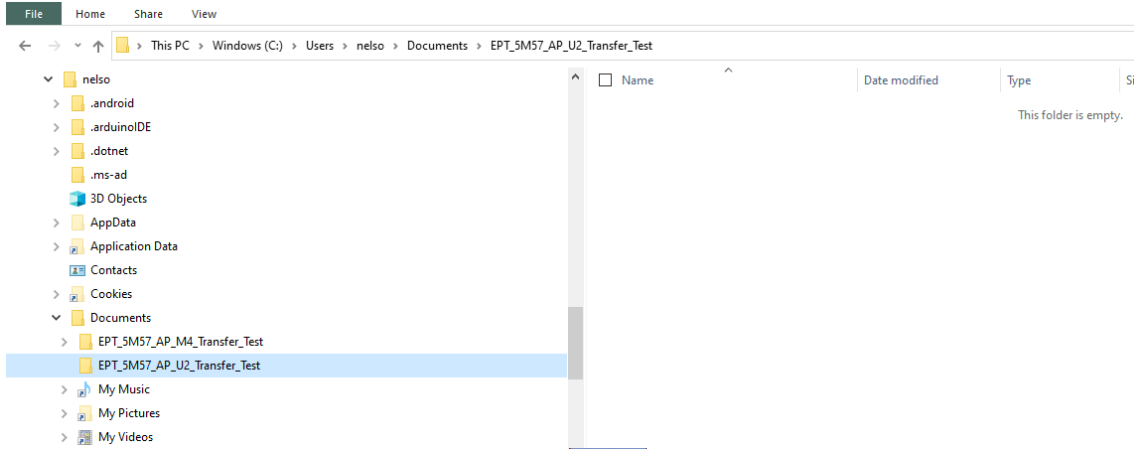 File Home Share View
This PC > Windows (C:) > Users > nelso > Documents > EPT_5M57_AP_U2_Transfer_Test
nelso
.android
.arduinoIDE
.dotnet
.ms-ad
3D Objects
AppData
Application Data
Contacts
Cookies
Documents
EPT_5M57_AP_M4_Transfer_Test
EPT_5M57_AP_U2_Transfer_Test
My Music
My Pictures
My Videos
Name Date modified Type
This folder is empty.